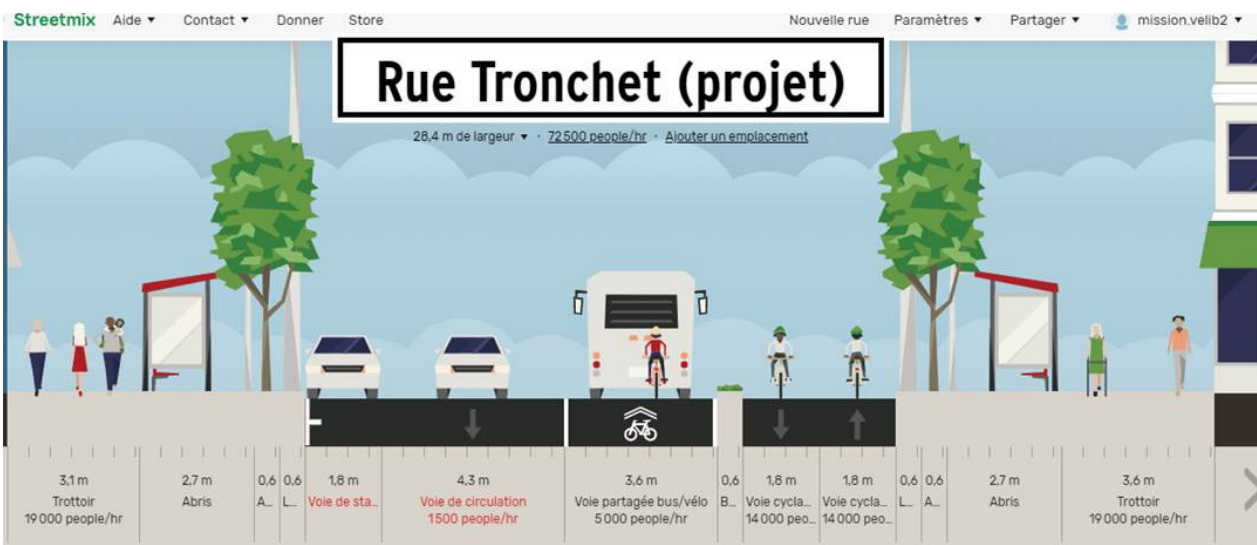 Streetmix Aide ▾ Contact ▾ Donner Store Nouvelle rue Paramètres ▾ Partager ▾ mission.velib2 ▾
Rue Tronchet (projet)
28,4 m de largeur ▾ · 72 500 people/hr · Ajouter un emplacement
3,1 m 2,7 m 0,6 0,6 1,8 m 4,3 m 3,6 m 0,6 1,8 m 1,8 m 0,6 0,6 2,7 m 3,6 m
Trottoir Abris A... L... Voie de sta... Voie de circulation Voie partagée bus/vélo B... Voie cycla... Voie cycla... L... A... Abris Trottoir
19 000 people/hr 1 500 people/hr 5 000 people/hr 14 000 peo... 14 000 peo... 19 000 people/hr